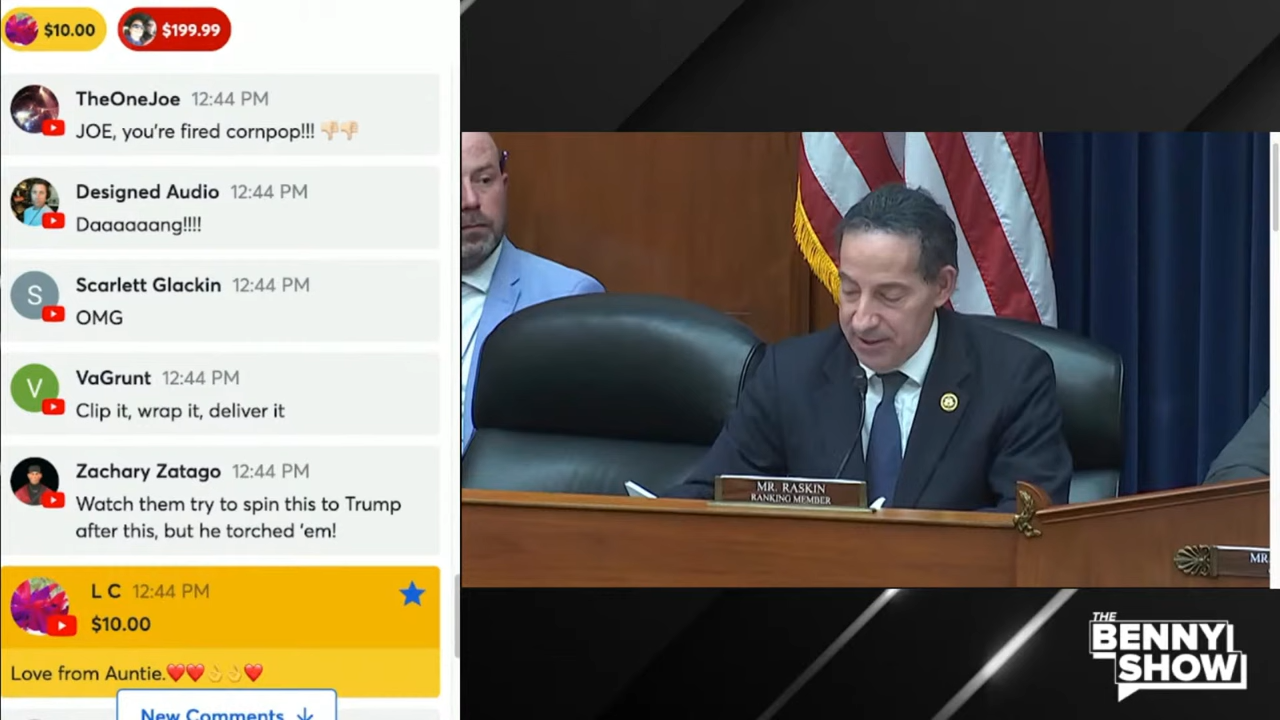 $10.00
$199.99
TheOneJoe 12:44 PM
JOE, you're fired cornpop!!! 👎🏻👎🏻
Designed Audio 12:44 PM
Daaaaaang!!!!
S
Scarlett Glackin 12:44 PM
OMG
V
VaGrunt 12:44 PM
Clip it, wrap it, deliver it
Zachary Zatago 12:44 PM
Watch them try to spin this to Trump
after this, but he torched 'em!
L C 12:44 PM
$10.00
Love from Auntie.❤️❤️👌🏼👌🏼❤️
New Comments ↓
MR. RASKIN
RANKING MEMBER
MR.
THE
BENNY
SHOW